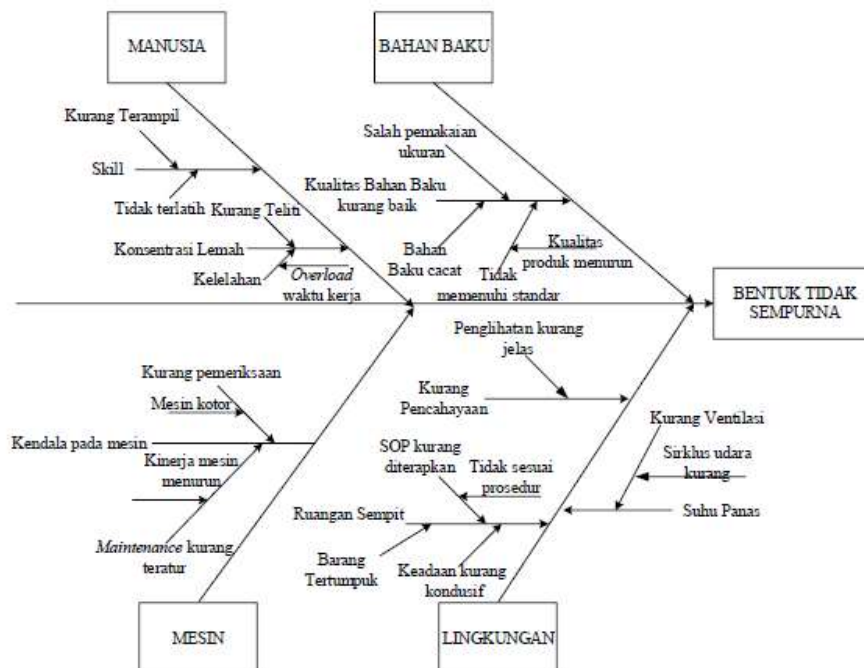 MANUSIA
BAHAN BAKU
Kurang Terampil
Skill
Tidak terlatih
Kurang Teliti
Konsentrasi Lemah
Kelelahan
Overload
waktu kerja
Salah pemakaian
ukuran
Kualitas Bahan Baku
kurang baik
Bahan
Baku cacat
Tidak
memenuhi standar
Kualitas
produk menurun
BENTUK TIDAK
SEMPURNA
Kurang pemeriksaan
Mesin kotor
Kendala pada mesin
Kinerja mesin
menurun
Maintenance kurang
teratur
Penglihatan kurang
jelas
Kurang
Pencahayaan
SOP kurang
diterapkan
Tidak sesuai
prosedur
Ruangan Sempit
Barang
Tertumpuk
Keadaan kurang
kondusif
Kurang Ventilasi
Sirklus udara
kurang
Suhu Panas
MESIN
LINGKUNGAN